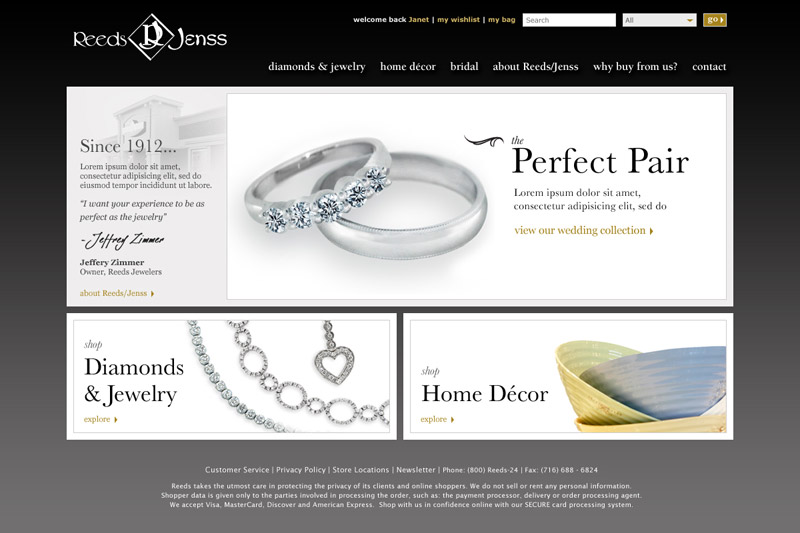 Reeds R Jenss
welcome back Janet | my wishlist | my bag
Search
All
go
diamonds & jewelry home décor bridal about Reeds/Jenss why buy from us? contact
Since 1912...
Lorem ipsum dolor sit amet,
consectetur adipisicing elit, sed do
eiusmod tempor incididunt ut labore.
"I want your experience to be as
perfect as the jewelry"
-Jeffrey Zimmer
Jeffery Zimmer
Owner, Reeds Jewelers
about Reeds/Jenss
the
Perfect Pair
Lorem ipsum dolor sit amet,
consectetur adipisicing elit, sed do
view our wedding collection
shop
Diamonds
& Jewelry
explore
shop
Home Décor
explore
Customer Service | Privacy Policy | Store Locations | Newsletter | Phone: (800) Reeds-24 | Fax: (716) 688 - 6824
Reeds takes the utmost care in protecting the privacy of its clients and online shoppers. We do not sell or rent any personal information.
Shopper data is given only to the parties involved in processing the order, such as: the payment processor, delivery or order processing agent.
We accept Visa, MasterCard, Discover and American Express. Shop with us in confidence online with our SECURE card processing system.